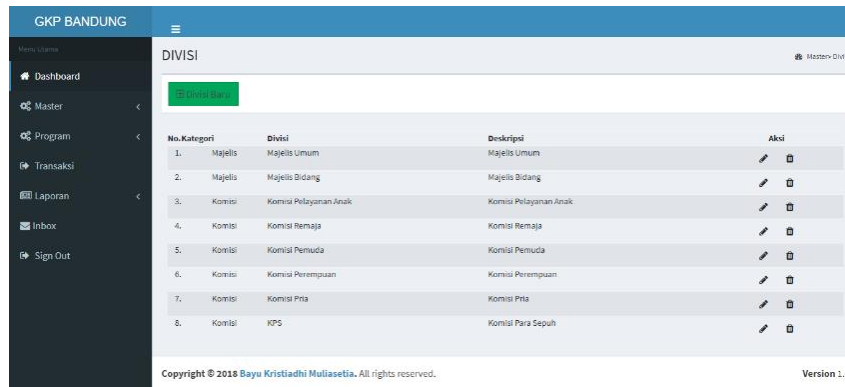 GKP BANDUNG
Menu Utama
DIVISI
Master> Divi
Dashboard
Divisi Baru
Master
Program
Transaksi
Laporan
Inbox
Sign Out
No. Kategori Divisi Deskripsi Aksi
1. Majelis Majelis Umum Majelis Umum
2. Majelis Majelis Bidang Majelis Bidang
3. Komisi Komisi Pelayanan Anak Komisi Pelayanan Anak
4. Komisi Komisi Remaja Komisi Remaja
5. Komisi Komisi Pemuda Komisi Pemuda
6. Komisi Komisi Perempuan Komisi Perempuan
7. Komisi Komisi Pria Komisi Pria
8. Komisi KPS Komisi Para Sepuh
Copyright © 2018 Bayu Kristiadhi Muliasetia. All rights reserved. Version 1.